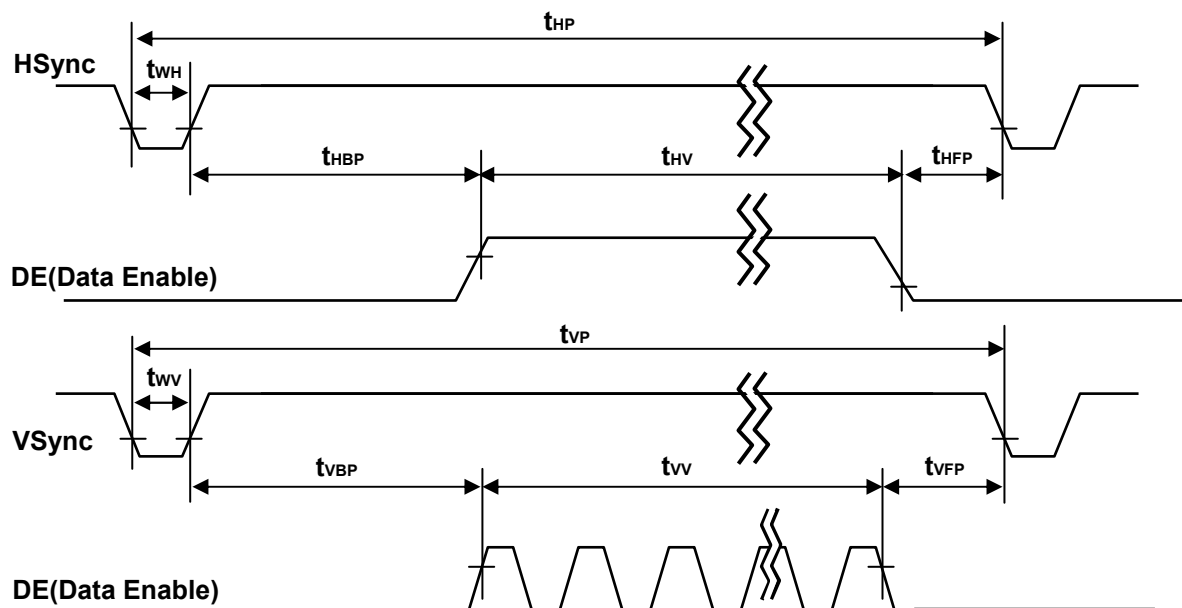 tHP
HSync
tWH
tHBP
tHV
tHFP
DE(Data Enable)
tVP
tWV
VSync
tVBP
tVV
tVFP
DE(Data Enable)